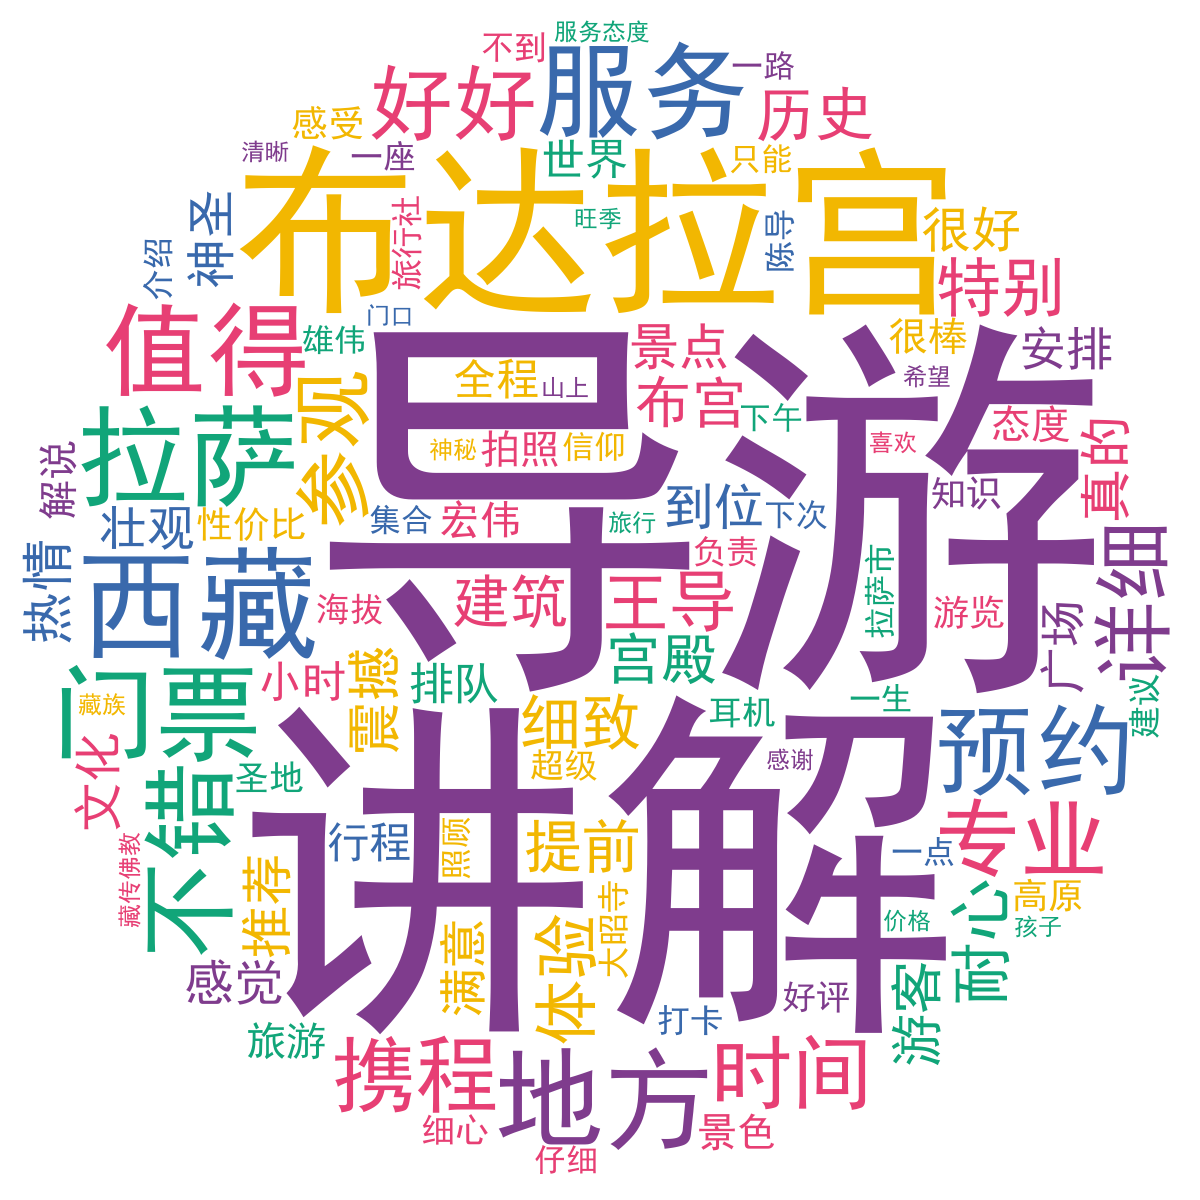 服务态度
不到
服务
一路
好好
历史
感受
清晰
一座
世界
只能
布达拉宫
旺季
神圣
旅行社
陈导
很好
介绍
特别
门口
值得
雄伟
导游
景点
很棒
安排
全程
山上
希望
参观
布宫
下午
态度
拉萨
神秘
拍照
信仰
喜欢
真的
解说
到位
下次
知识
壮观
性价比
集合
宏伟
旅行
详细
热情
西藏
负责
拉萨市
海拔
建筑
王导
游览
广场
宫殿
门票
小时
震撼
排队
建议
藏族
细致
耳机
一生
预约
文化
圣地
讲解
超级
感谢
不错
行程
照顾
提前
一点
专业
藏传佛教
推荐
大昭寺
耐心
高原
价格
孩子
满意
体验
感觉
游客
好评
旅游
打卡
携程
地方
时间
细心
景色
仔细